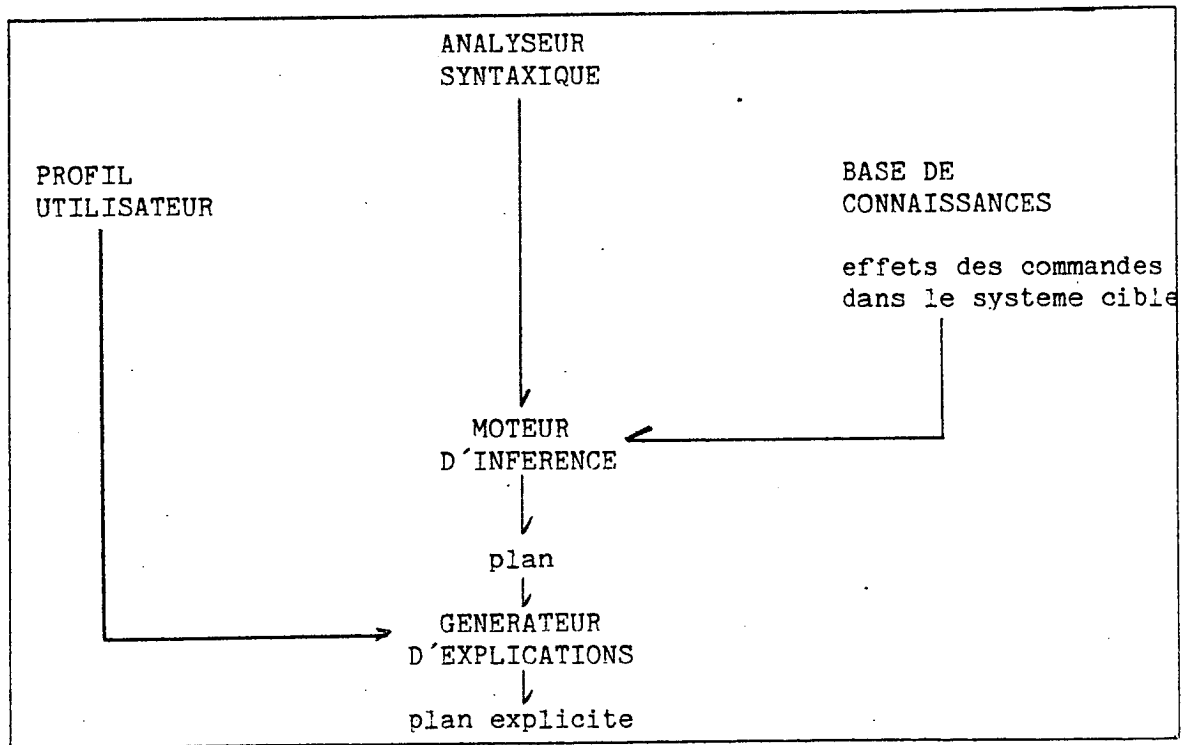 ANALYSEUR
SYNTAXIQUE
PROFIL
UTILISATEUR
BASE DE
CONNAISSANCES
effets des commandes
dans le systeme cible
MOTEUR
D´INFERENCE
plan
GENERATEUR
D´EXPLICATIONS
plan explicite